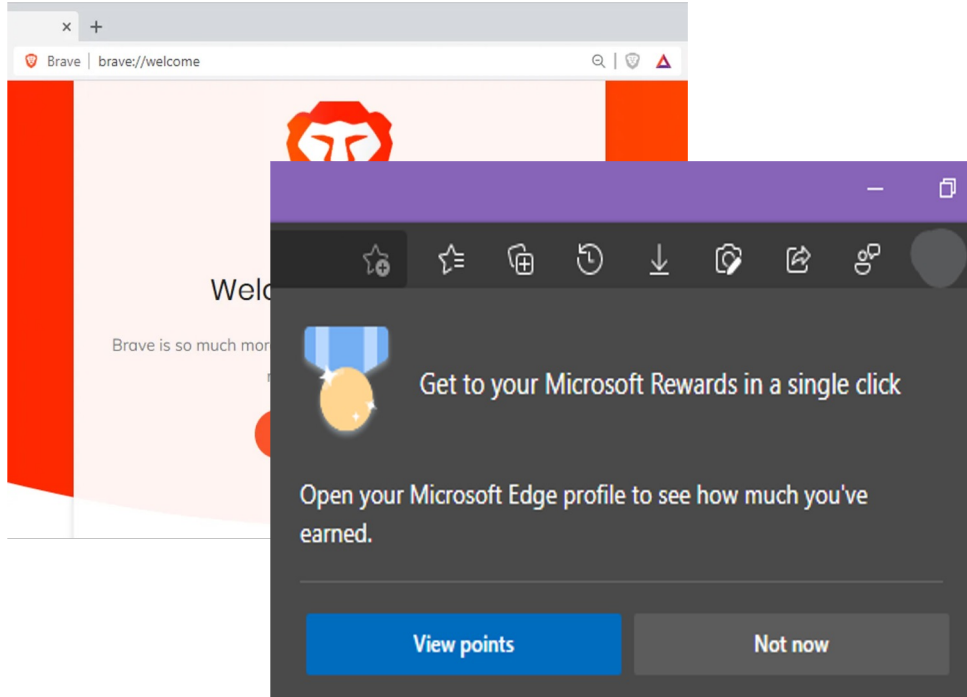 Brave | brave://welcome
Brave is so much mor
Get to your Microsoft Rewards in a single click
Open your Microsoft Edge profile to see how much you've
earned.
View points
Not now